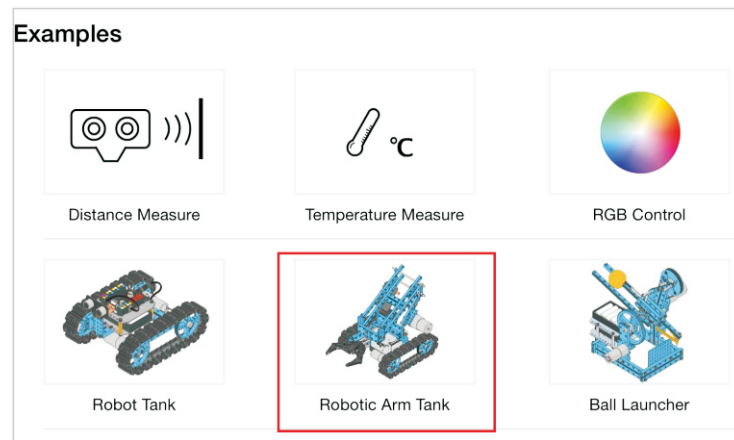 Examples
°C
Distance Measure
Temperature Measure
RGB Control
Robot Tank
Robotic Arm Tank
Ball Launcher